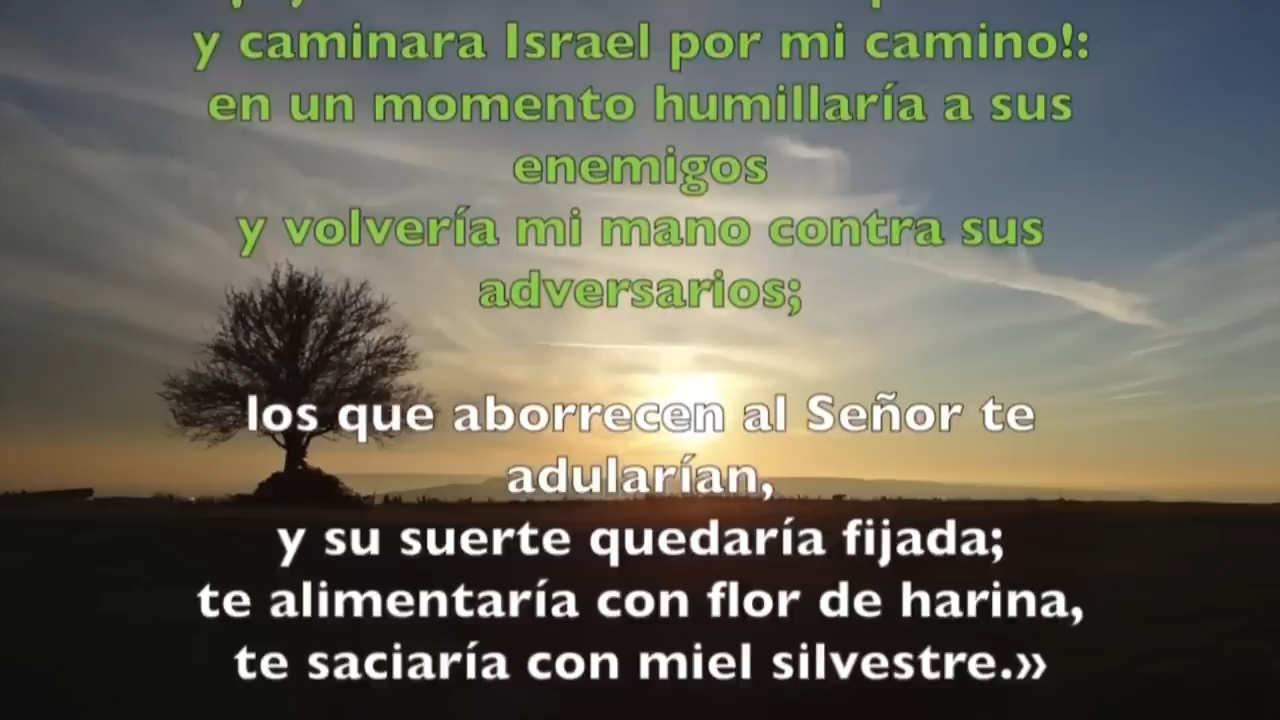 y caminara Israel por mi camino!:
en un momento humillaría a sus
enemigos
y volvería mi mano contra sus
adversarios;
los que aborrecen al Señor te
adularían,
y su suerte quedaría fijada;
te alimentaría con flor de harina,
te saciaría con miel silvestre.»